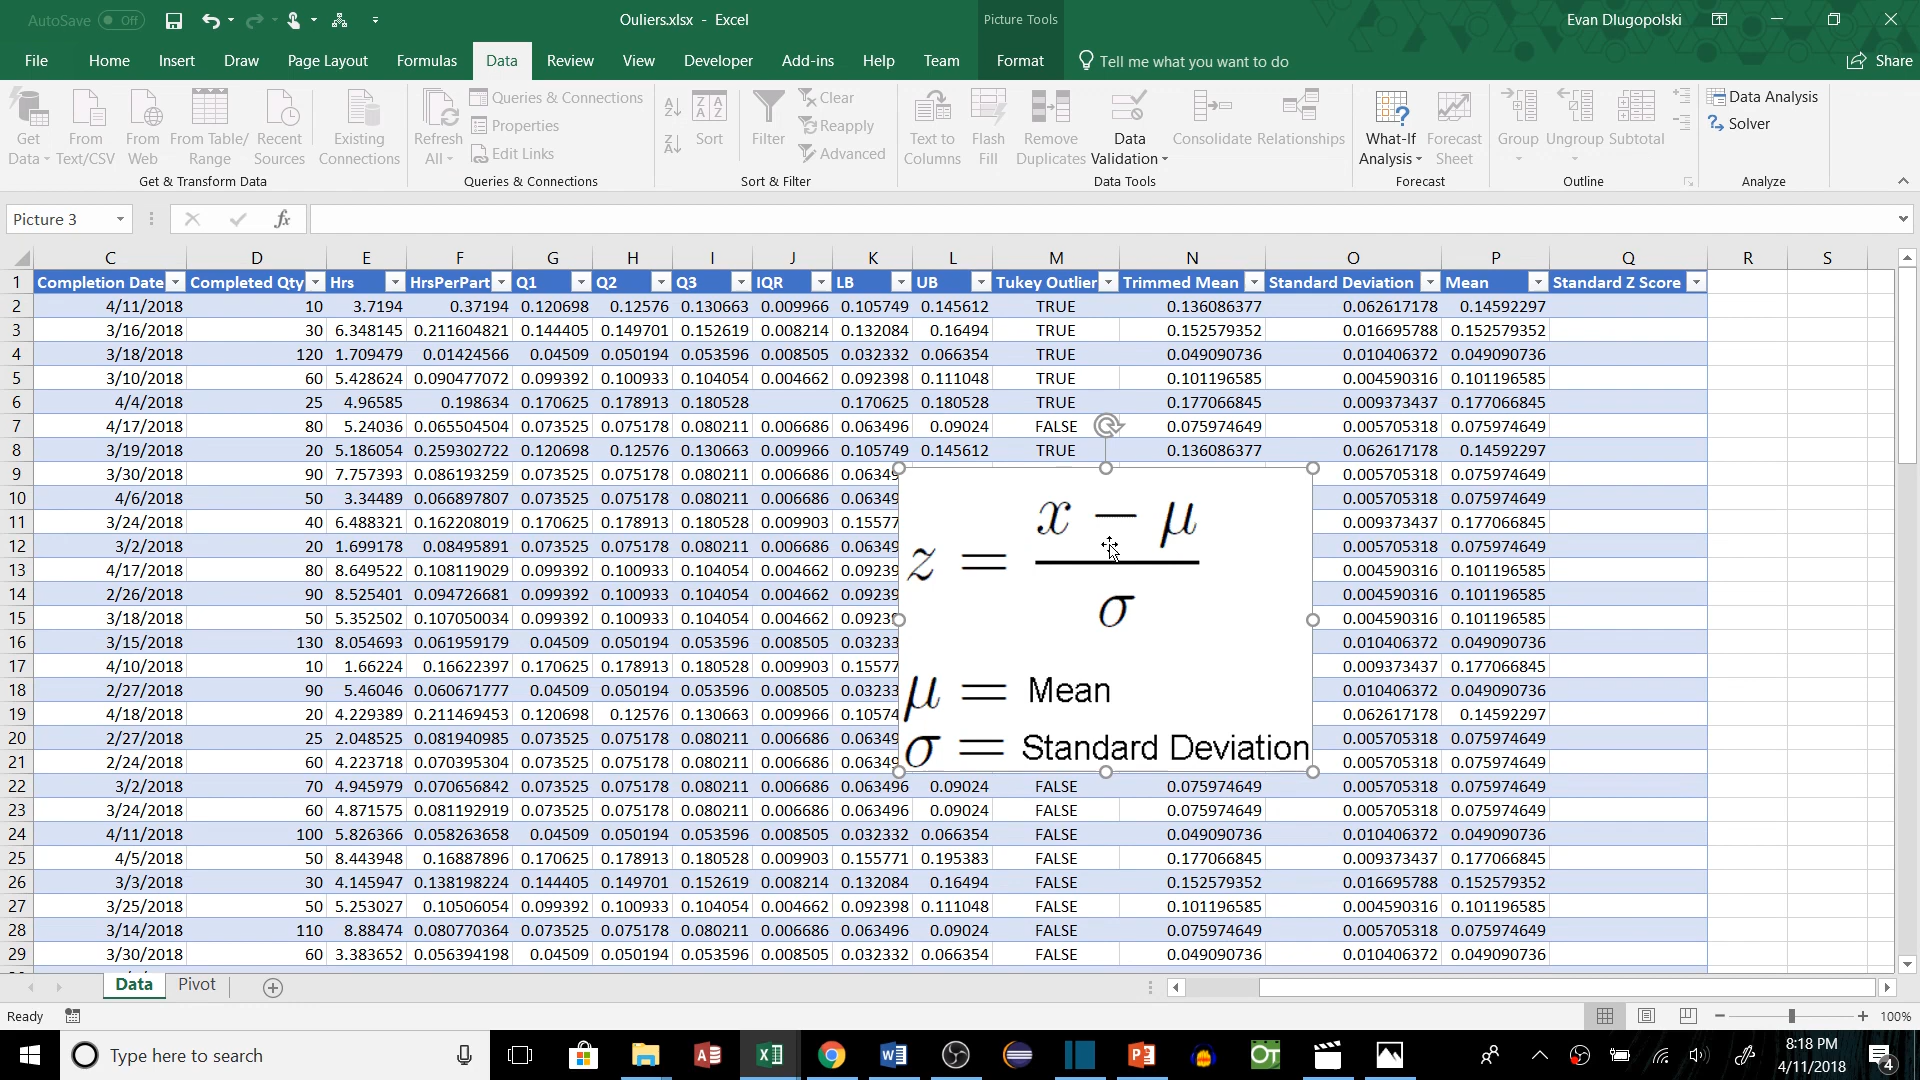 AutoSave Off Ouliers.xlsx - Excel Picture Tools Evan Dlugopolski
File Home Insert Draw Page Layout Formulas Data Review View Developer Add-ins Help Team Format Tell me what you want to do Share
Get Data From Text/CSV From Web From Table/ Range Recent Sources Existing Connections Refresh All Queries & Connections Properties Edit Links Sort Filter Clear Reapply Advanced Text to Columns Flash Fill Remove Duplicates Data Validation Consolidate Relationships What-If Analysis Forecast Sheet Group Ungroup Subtotal Data Analysis Solver
Get & Transform Data Queries & Connections Sort & Filter Data Tools Forecast Outline Analyze
Picture 3 fx
C D E F G H I J K L M N O P Q R S
1 Completion Date Completed Qty Hrs HrsPerPart Q1 Q2 Q3 IQR LB UB Tukey Outlier Trimmed Mean Standard Deviation Mean Standard Z Score
2 4/11/2018 10 3.7194 0.37194 0.120698 0.12576 0.130663 0.009966 0.105749 0.145612 TRUE 0.136086377 0.062617178 0.14592297
3 3/16/2018 30 6.348145 0.211604821 0.144405 0.149701 0.152619 0.008214 0.132084 0.16494 TRUE 0.152579352 0.016695788 0.152579352
4 3/18/2018 120 1.709479 0.01424566 0.04509 0.050194 0.053596 0.008505 0.032332 0.066354 TRUE 0.049090736 0.010406372 0.049090736
5 3/10/2018 60 5.428624 0.090477072 0.099392 0.100933 0.104054 0.004662 0.092398 0.111048 TRUE 0.101196585 0.004590316 0.101196585
6 4/4/2018 25 4.96585 0.198634 0.170625 0.178913 0.180528 0.170625 0.180528 TRUE 0.177066845 0.009373437 0.177066845
7 4/17/2018 80 5.24036 0.065504504 0.073525 0.075178 0.080211 0.006686 0.063496 0.09024 FALSE 0.075974649 0.005705318 0.075974649
8 3/19/2018 20 5.186054 0.259302722 0.120698 0.12576 0.130663 0.009966 0.105749 0.145612 TRUE 0.136086377 0.062617178 0.14592297
9 3/30/2018 90 7.757393 0.086193259 0.073525 0.075178 0.080211 0.006686 0.0634 0.005705318 0.075974649
10 4/6/2018 50 3.34489 0.066897807 0.073525 0.075178 0.080211 0.006686 0.0634 0.005705318 0.075974649
11 3/24/2018 40 6.488321 0.162208019 0.170625 0.178913 0.180528 0.009903 0.1557 0.009373437 0.177066845
12 3/2/2018 20 1.699178 0.08495891 0.073525 0.075178 0.080211 0.006686 0.0634 0.005705318 0.075974649
13 4/17/2018 80 8.649522 0.108119029 0.099392 0.100933 0.104054 0.004662 0.0923 0.004590316 0.101196585
14 2/26/2018 90 8.525401 0.094726681 0.099392 0.100933 0.104054 0.004662 0.0923 0.004590316 0.101196585
15 3/18/2018 50 5.352502 0.107050034 0.099392 0.100933 0.104054 0.004662 0.0923 0.004590316 0.101196585
16 3/15/2018 130 8.054693 0.061959179 0.04509 0.050194 0.053596 0.008505 0.0323 0.010406372 0.049090736
17 4/10/2018 10 1.66224 0.16622397 0.170625 0.178913 0.180528 0.009903 0.1557 0.009373437 0.177066845
18 2/27/2018 90 5.46046 0.060671777 0.04509 0.050194 0.053596 0.008505 0.0323 0.010406372 0.049090736
19 4/18/2018 20 4.229389 0.211469453 0.120698 0.12576 0.130663 0.009966 0.1057 0.062617178 0.14592297
20 2/27/2018 25 2.048525 0.081940985 0.073525 0.075178 0.080211 0.006686 0.0634 0.005705318 0.075974649
21 2/24/2018 60 4.223718 0.070395304 0.073525 0.075178 0.080211 0.006686 0.0634 0.005705318 0.075974649
22 3/2/2018 70 4.945979 0.070656842 0.073525 0.075178 0.080211 0.006686 0.063496 0.09024 FALSE 0.075974649 0.005705318 0.075974649
23 3/24/2018 60 4.871575 0.081192919 0.073525 0.075178 0.080211 0.006686 0.063496 0.09024 FALSE 0.075974649 0.005705318 0.075974649
24 4/11/2018 100 5.826366 0.058263658 0.04509 0.050194 0.053596 0.008505 0.032332 0.066354 FALSE 0.049090736 0.010406372 0.049090736
25 4/5/2018 50 8.443948 0.16887896 0.170625 0.178913 0.180528 0.009903 0.155771 0.195383 FALSE 0.177066845 0.009373437 0.177066845
26 3/3/2018 30 4.145947 0.138198224 0.144405 0.149701 0.152619 0.008214 0.132084 0.16494 FALSE 0.152579352 0.016695788 0.152579352
27 3/25/2018 50 5.253027 0.10506054 0.099392 0.100933 0.104054 0.004662 0.092398 0.111048 FALSE 0.101196585 0.004590316 0.101196585
28 3/14/2018 110 8.88474 0.080770364 0.073525 0.075178 0.080211 0.006686 0.063496 0.09024 FALSE 0.075974649 0.005705318 0.075974649
29 3/30/2018 60 3.383652 0.056394198 0.04509 0.050194 0.053596 0.008505 0.032332 0.066354 FALSE 0.049090736 0.010406372 0.049090736
z = (x − μ) / σ
μ = Mean
σ = Standard Deviation
Data Pivot
Ready 100%
Type here to search 8:18 PM
4/11/2018 4